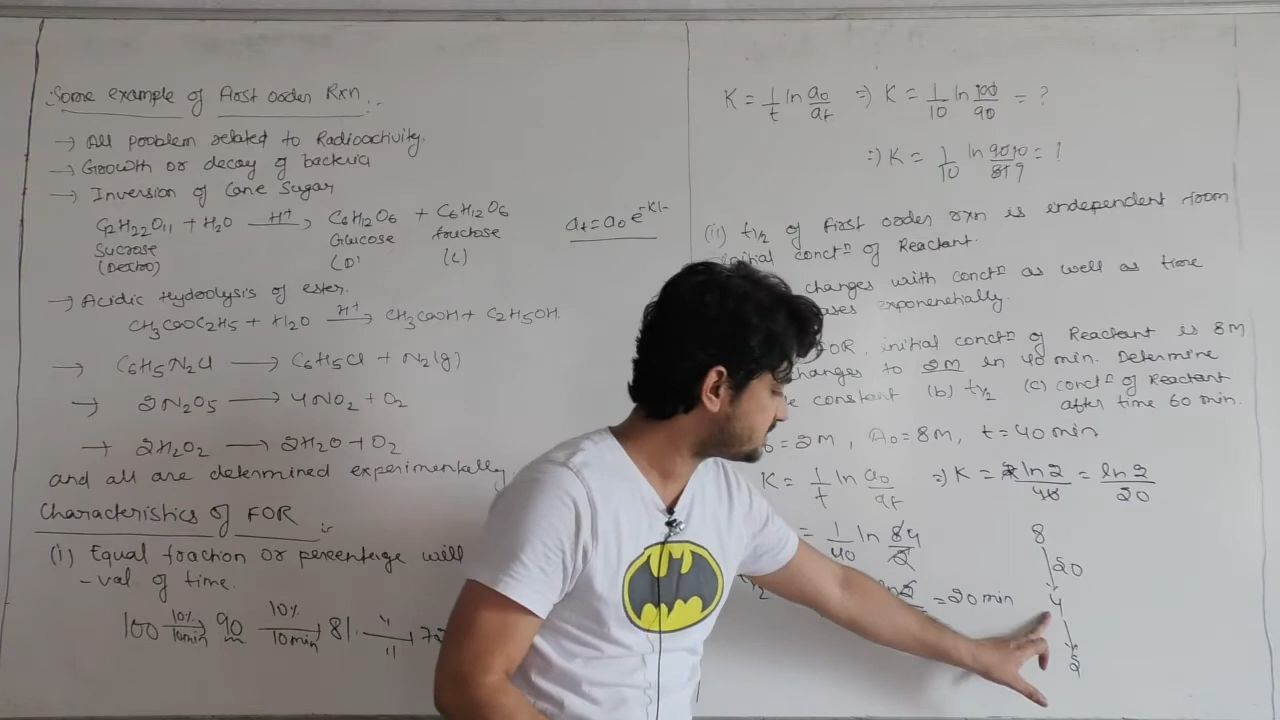 Some example of First order Rxn :-
→ All problem related to Radioactivity.
→ Growth or decay of bacteria
→ Inversion of Cane Sugar
C12H22O11 + H2O —H+→ C6H12O6 + C6H12O6
Sucrose Glucose fructose
(Dextro) (D) (L)
at = a0 e^-Kt
→ Acidic Hydrolysis of ester.
CH3COOC2H5 + H2O —H+→ CH3COOH + C2H5OH
→ C6H5N2Cl → C6H5Cl + N2(g)
→ 2N2O5 → 4NO2 + O2
→ 2H2O2 → 2H2O + O2
and all are determined experimentally
Characteristics of FOR :-
(i) Equal fraction or percentage will
-val of time.
100 —10% 10min→ 90 —10% 10min→ 81. —〃 〃→
K = 1/t ln a0/at ⇒ K = 1/10 ln 100/90 = ?
⇒ K = 1/10 ln 90/81 10/9 = ?
(ii) t1/2 of First order rxn is independent from
initial conctn of Reactant.
changes with conctn as well as time
exponentially.
FOR, initial conctn of Reactant is 8M
changes to 2M in 40 min. Determine
constant (b) t1/2 (c) conctn of Reactant
after time 60 min.
= 2M, A0 = 8M, t = 40 min
K = 1/t ln a0/at ⇒ K = 2 ln 2/40 = ln 2/20
= 1/40 ln 8/2 4
= 20 min
8
20
4
2